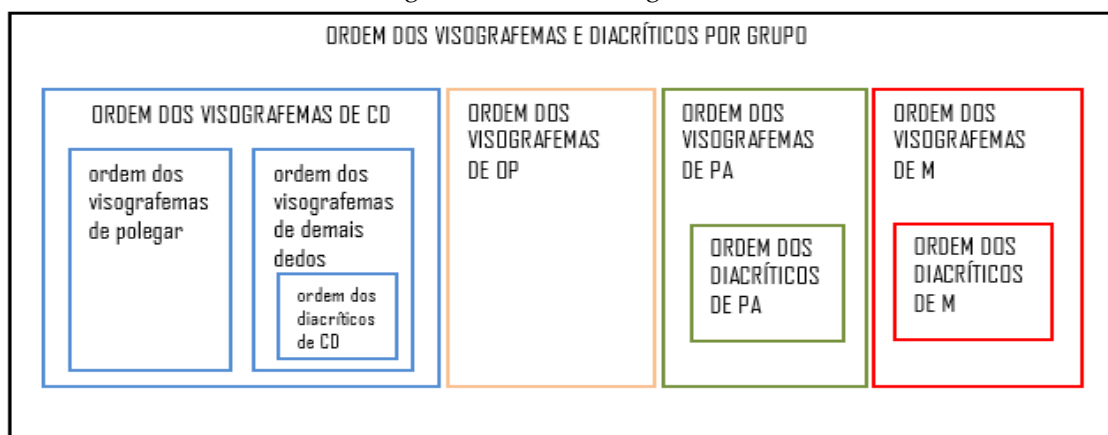 ORDEM DOS VISOGRAFEMAS E DIACRÍTICOS POR GRUPO
ORDEM DOS VISOGRAFEMAS DE CD
ordem dos
visografemas
de polegar
ordem dos
visografemas
de demais
dedos
ordem dos
diacríticos
de CD
ORDEM DOS
VISOGRAFEMAS
DE OP
ORDEM DOS
VISOGRAFEMAS
DE PA
ORDEM DOS
DIACRÍTICOS
DE PA
ORDEM DOS
VISOGRAFEMAS
DE M
ORDEM DOS
DIACRÍTICOS
DE M